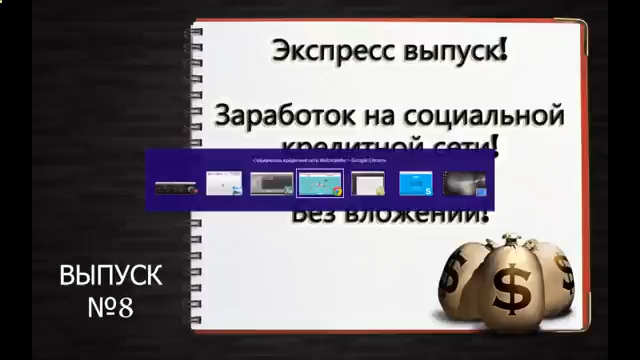 Экспресс выпуск!
Заработок на социальной
кредитной сети!
Без вложений!
ВЫПУСК
№8
$
$
$